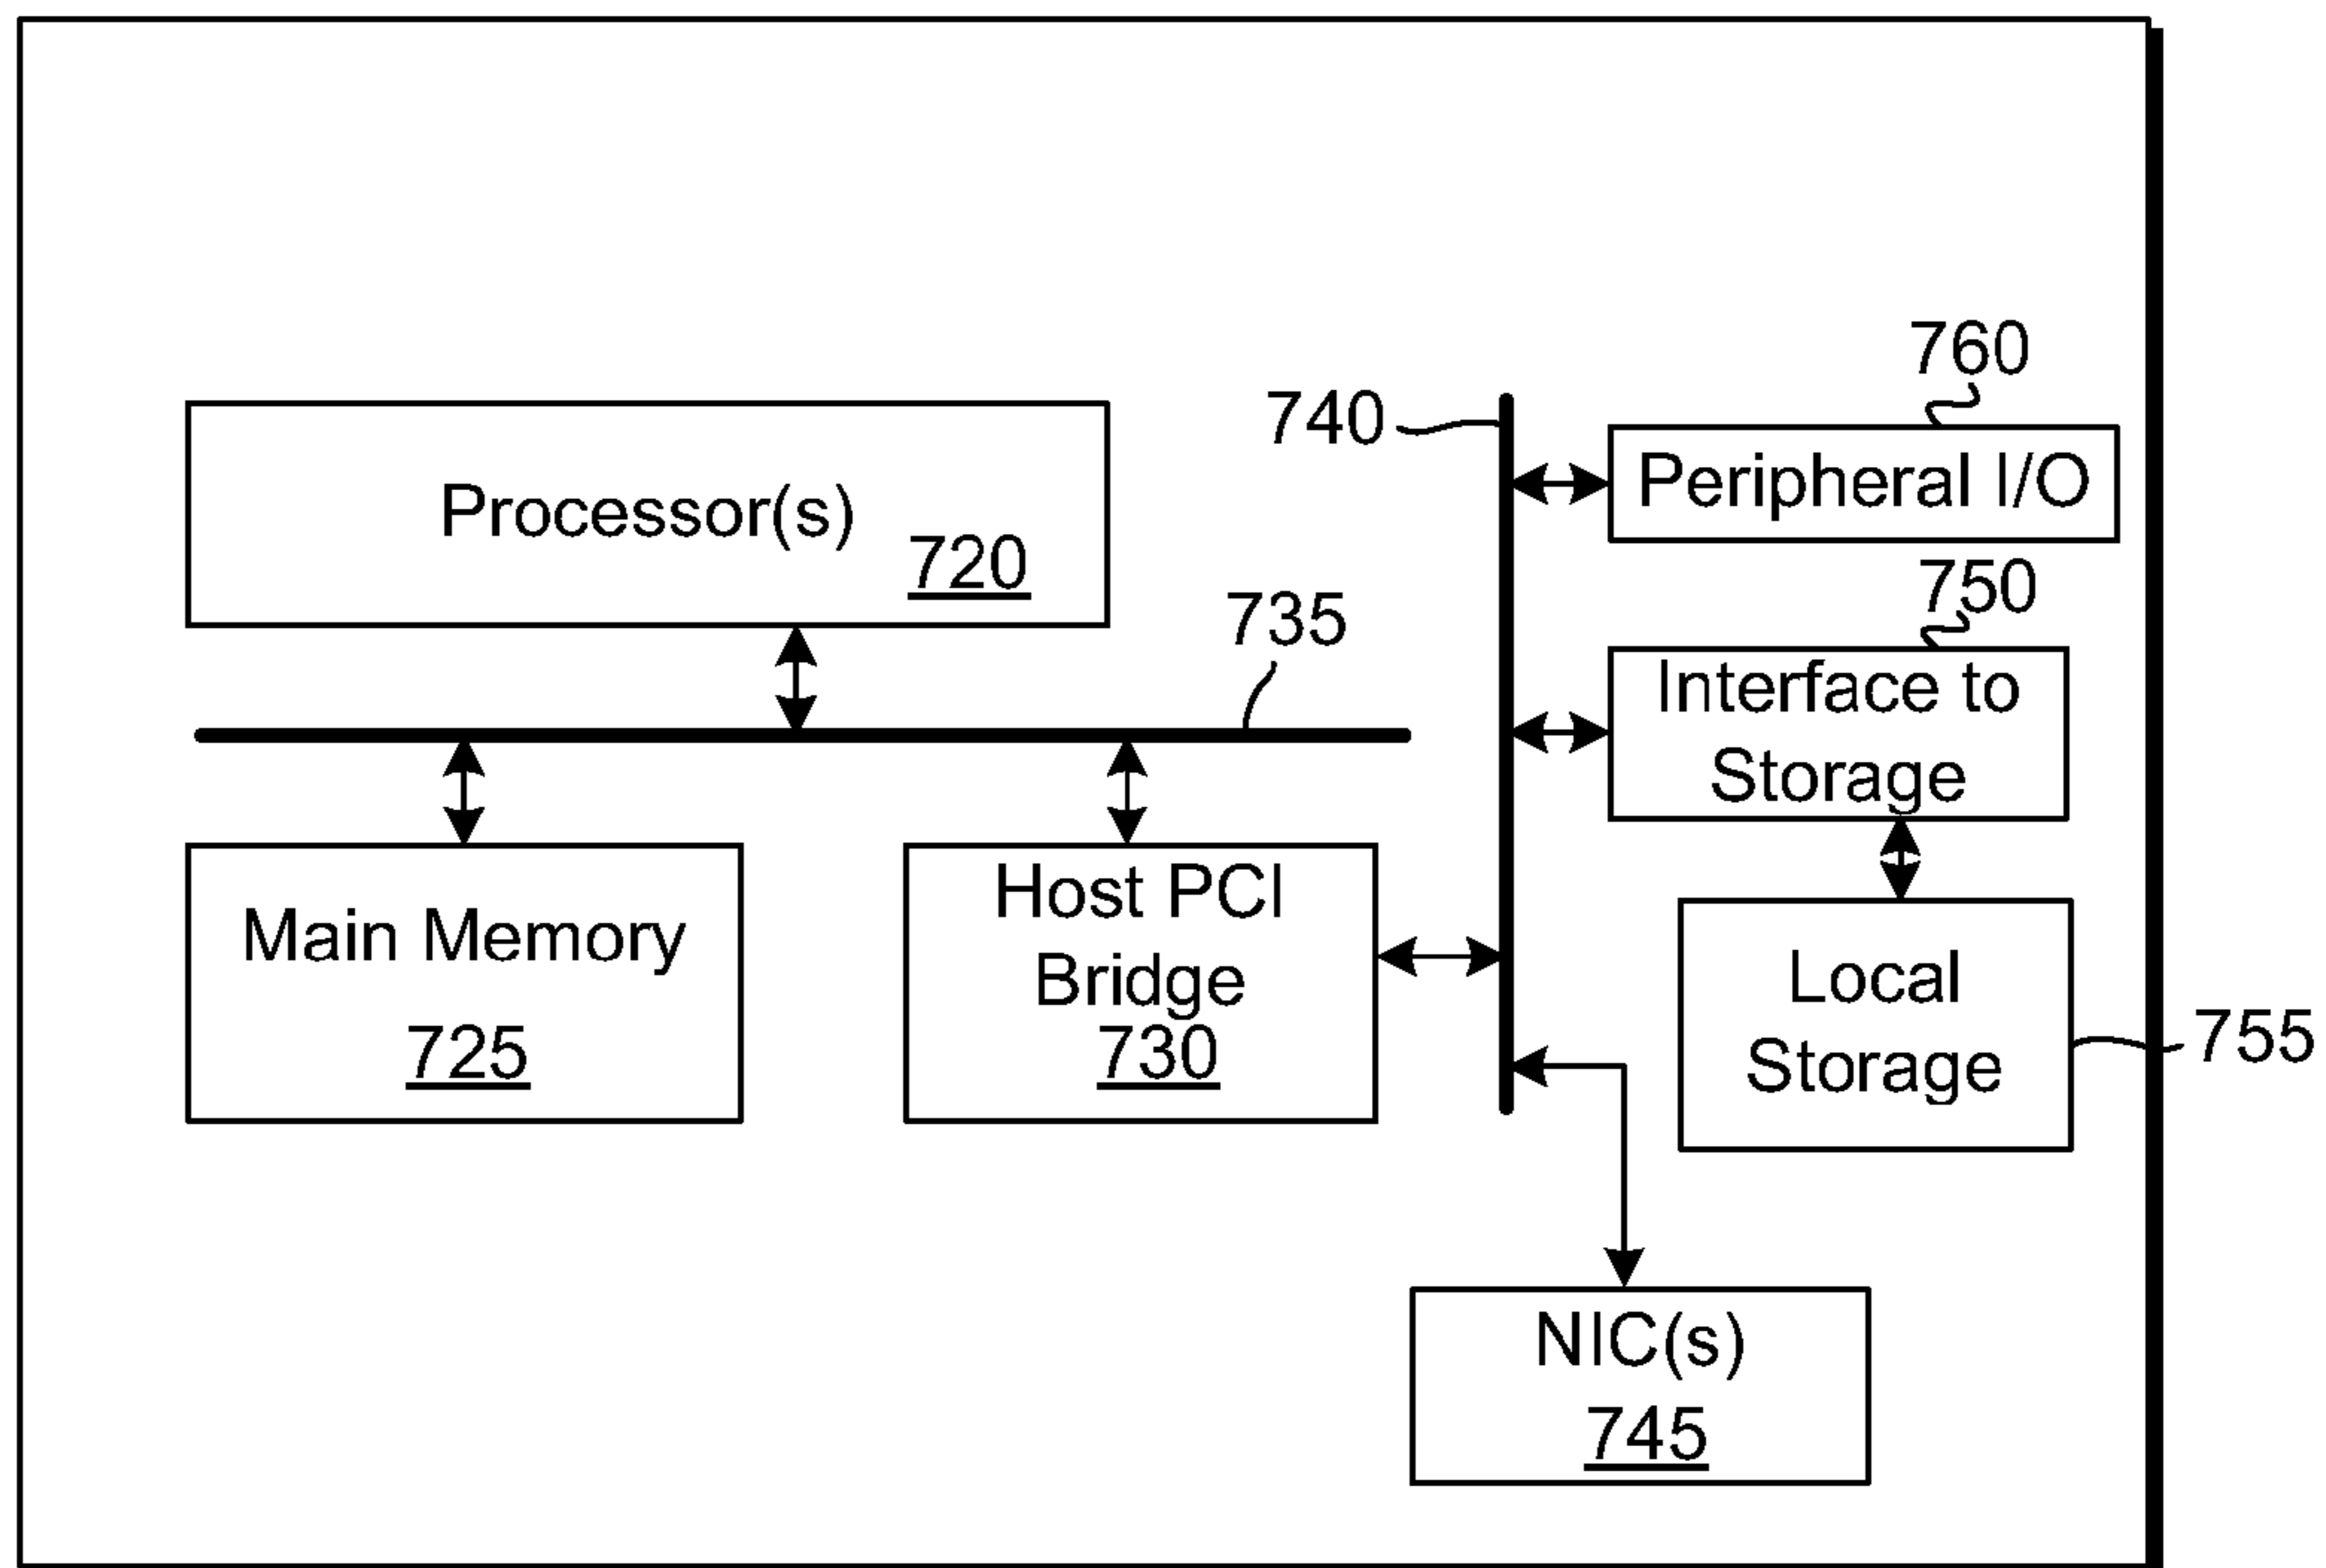 760
740
Peripheral I/O
Processor(s)
720
750
735
Interface to
Storage
Host PCI
Bridge
730
Main Memory
725
Local
Storage
755
NIC(s)
745